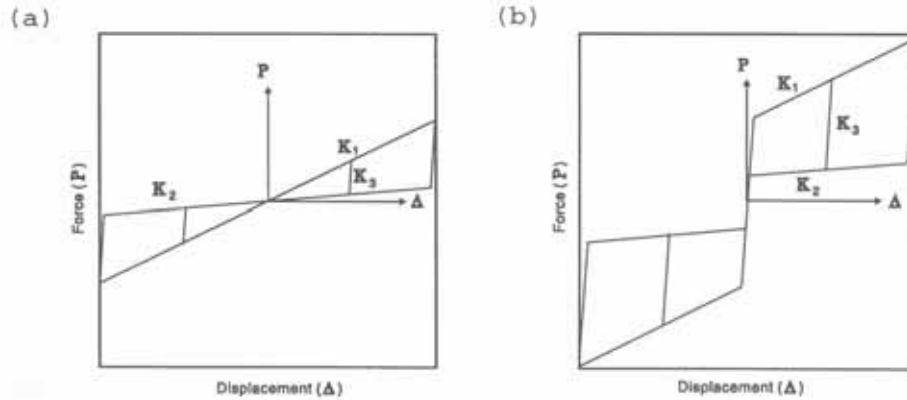 (a)
P
K1
K3
K2
Δ
Force (P)
Displacement (Δ)
(b)
P
K1
K3
K2
Δ
Force (P)
Displacement (Δ)